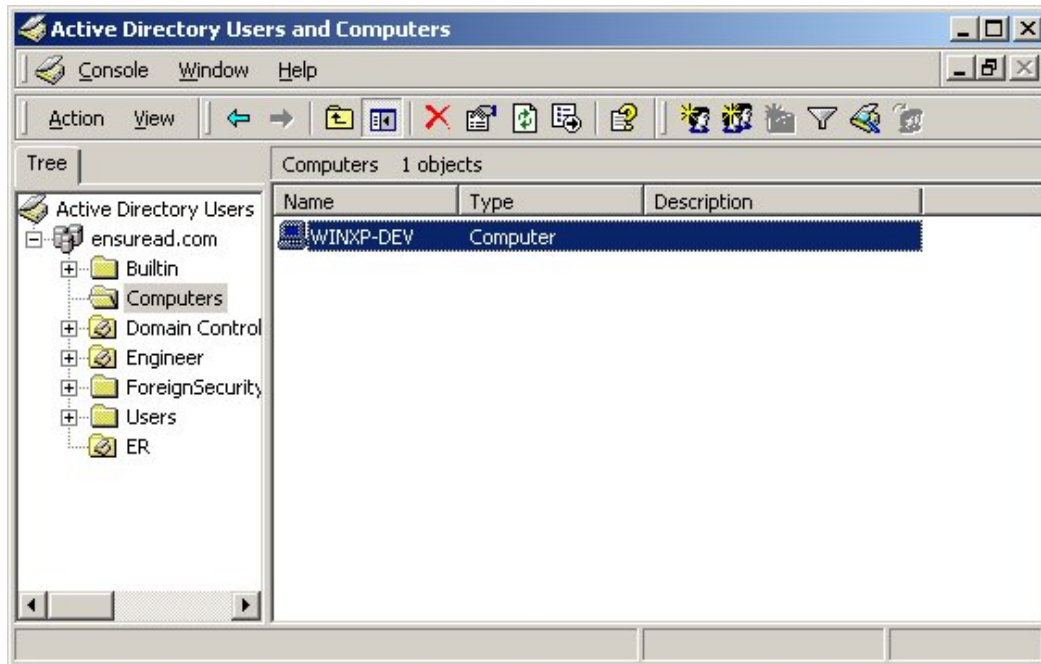 Active Directory Users and Computers
Console Window Help
Action View
Tree
Computers 1 objects
Name Type Description
Active Directory Users
ensuread.com
WINXP-DEV Computer
Builtin
Computers
Domain Control
Engineer
ForeignSecurity
Users
ER